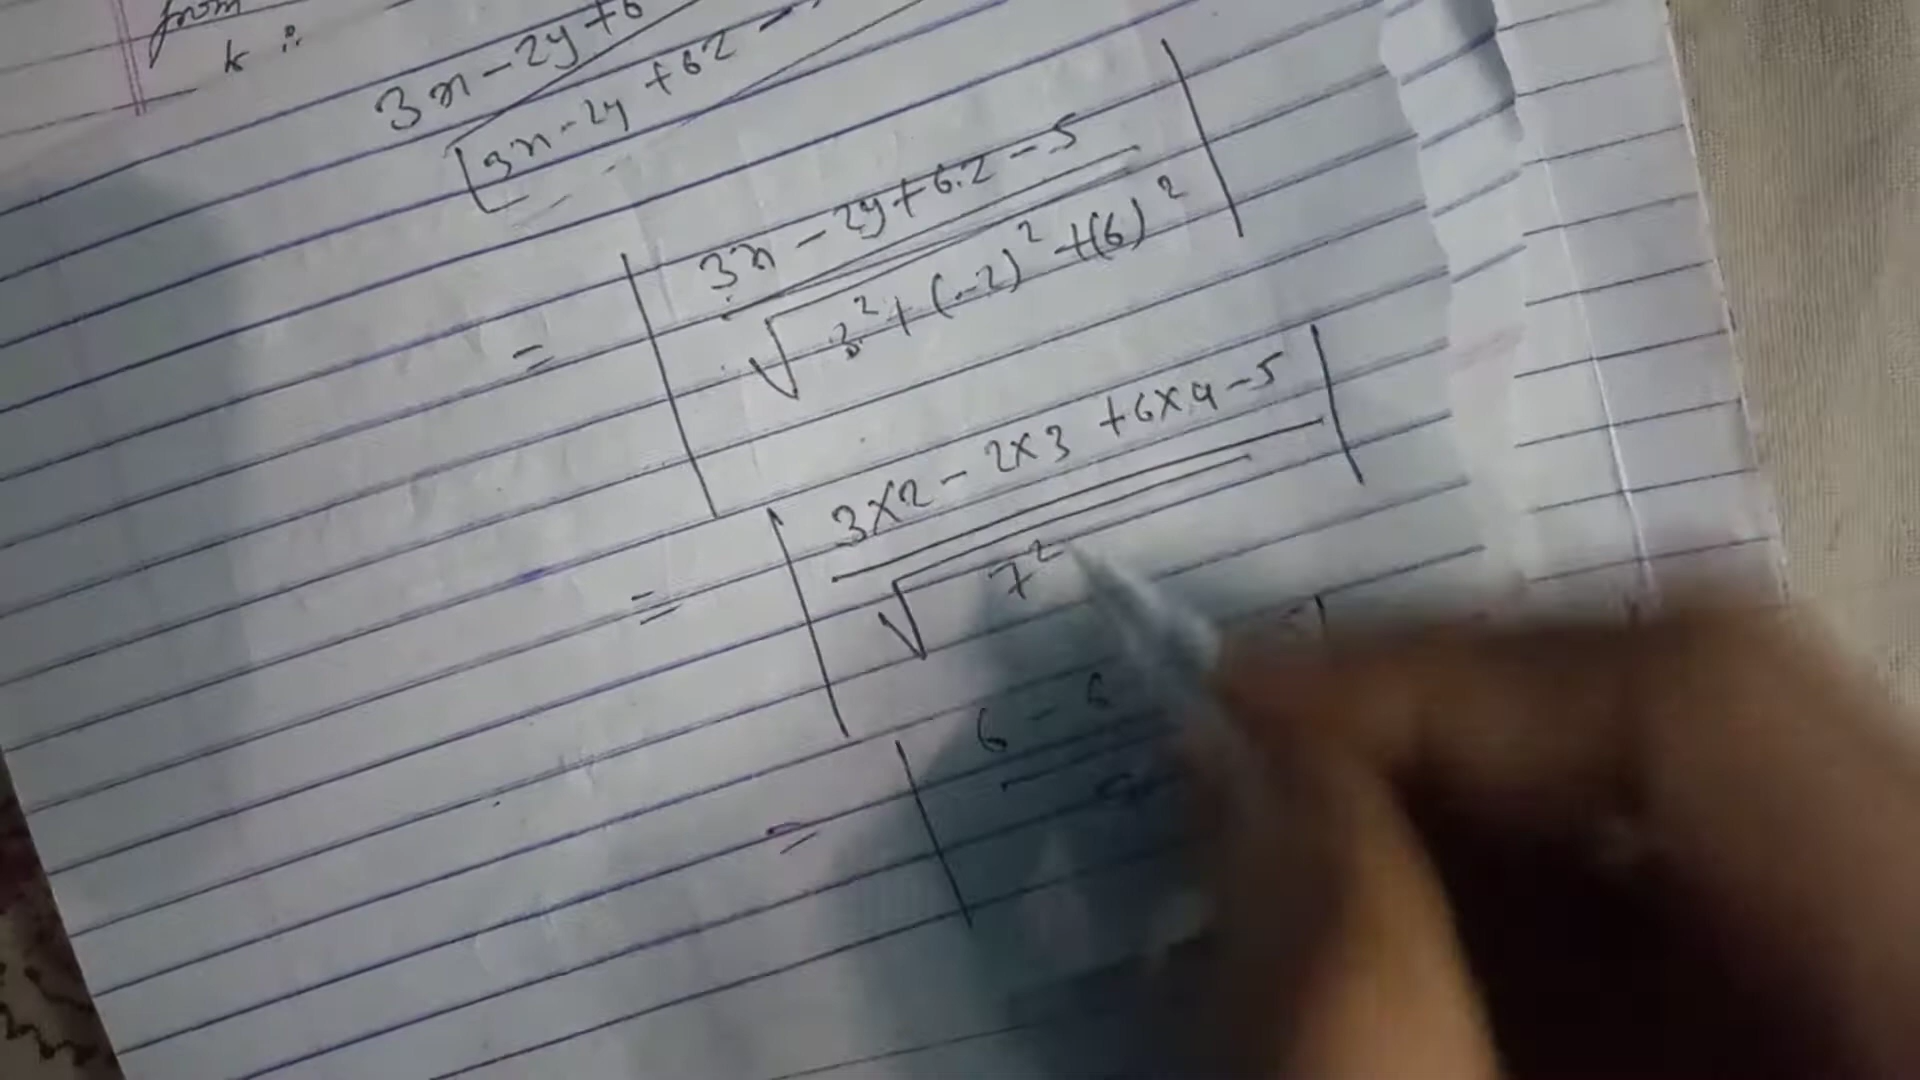 from
k ∴
3x - 2y + 6
3x - 2y + 6z -
= | 3x - 2y + 6.z - 5
√3² + (-2)² + (6)² |
= | 3×2 - 2×3 + 6×4 - 5
√7² |
= | 6 - 6